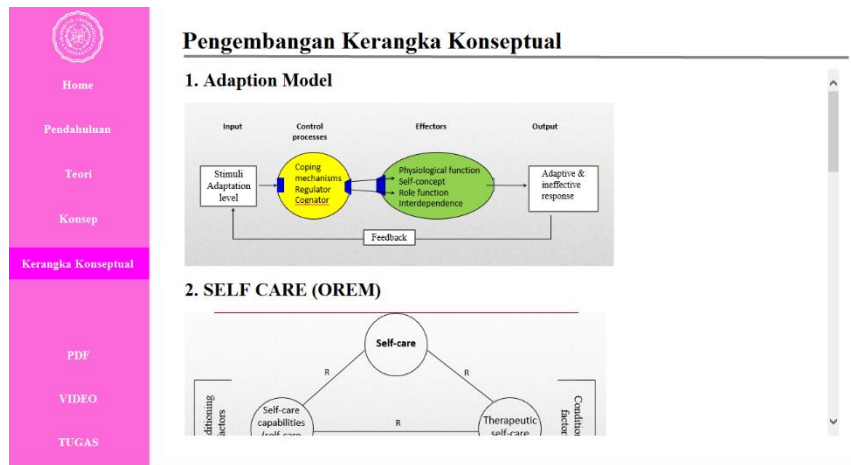 Home
Pendahuluan
Teori
Konsep
Kerangka Konseptual
PDF
VIDEO
TUGAS
Pengembangan Kerangka Konseptual
1. Adaption Model
Input
Control
processes
Effectors
Output
Stimuli
Adaptation
level
Coping
mechanisms
Regulator
Cognator
Physiological function
Self-concept
Role function
Interdependence
Adaptive &
ineffective
response
Feedback
2. SELF CARE (OREM)
Self-care
R
R
R
Self-care
capabilities
(self-care
Therapeutic
self-care